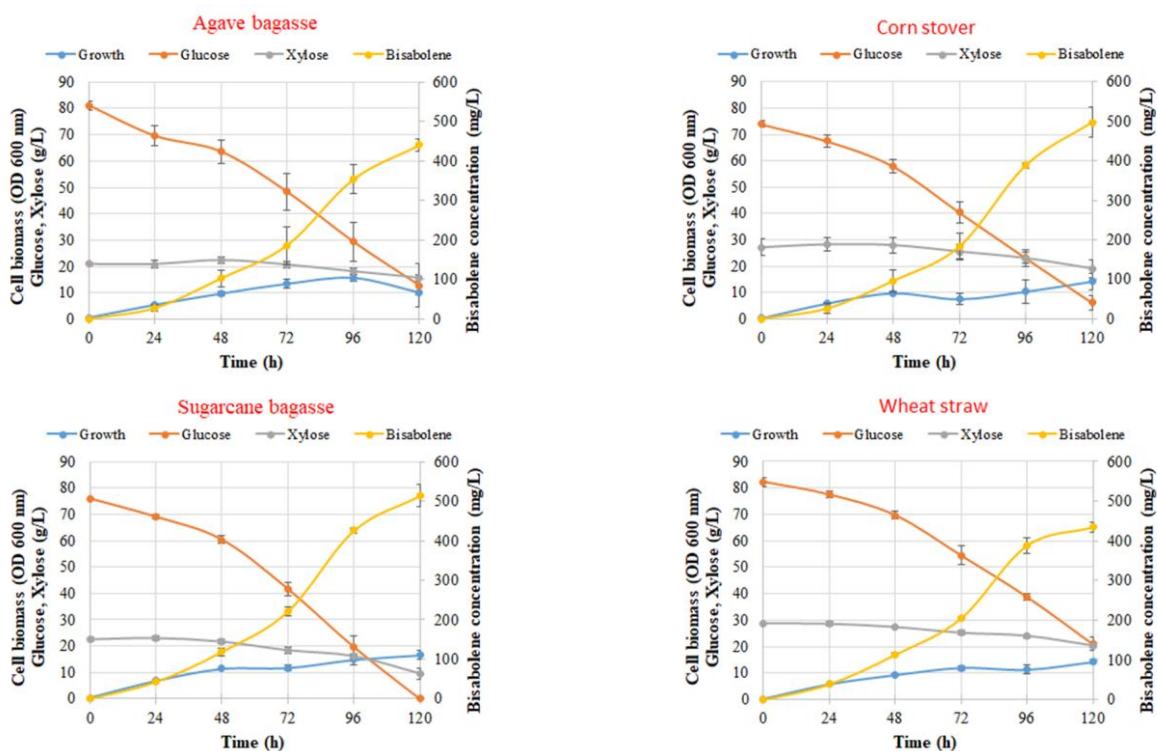 Agave bagasse
Growth Glucose Xylose Bisabolene
Cell biomass (OD 600 nm)
Glucose, Xylose (g/L)
90
80
70
60
50
40
30
20
10
0
600
500
400
300
200
100
0
Bisabolene concentration (mg/L)
0 24 48 72 96 120
Time (h)
Corn stover
Growth Glucose Xylose Bisabolene
Cell biomass (OD 600 nm)
Glucose, Xylose (g/L)
90
80
70
60
50
40
30
20
10
0
600
500
400
300
200
100
0
Bisabolene concentration (mg/L)
0 24 48 72 96 120
Time (h)
Sugarcane bagasse
Growth Glucose Xylose Bisabolene
Cell biomass (OD 600 nm)
Glucose, Xylose (g/L)
90
80
70
60
50
40
30
20
10
0
600
500
400
300
200
100
0
Bisabolene concentration (mg/L)
0 24 48 72 96 120
Time (h)
Wheat straw
Growth Glucose Xylose Bisabolene
Cell biomass (OD 600 nm)
Glucose, Xylose (g/L)
90
80
70
60
50
40
30
20
10
0
600
500
400
300
200
100
0
Bisabolene concentration (mg/L)
0 24 48 72 96 120
Time (h)